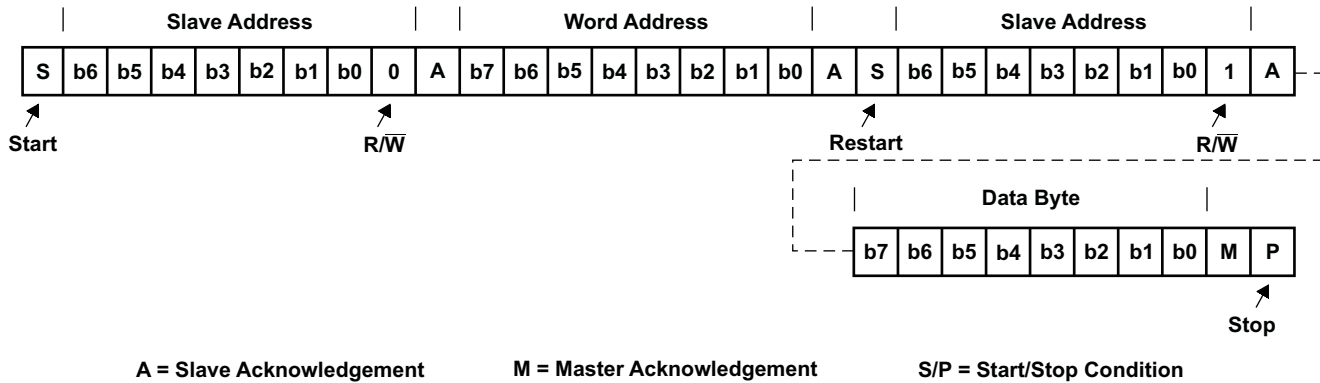 Slave Address Word Address Slave Address
S b6 b5 b4 b3 b2 b1 b0 0 A b7 b6 b5 b4 b3 b2 b1 b0 A S b6 b5 b4 b3 b2 b1 b0 1 A
Start R/W̅ Restart R/W̅
Data Byte
b7 b6 b5 b4 b3 b2 b1 b0 M P
Stop
A = Slave Acknowledgement M = Master Acknowledgement S/P = Start/Stop Condition